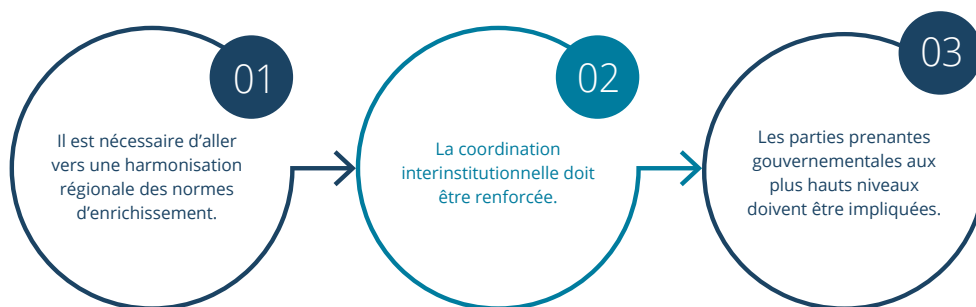 01
Il est nécessaire d’aller
vers une harmonisation
régionale des normes
d’enrichissement.
02
La coordination
interinstitutionnelle doit
être renforcée.
03
Les parties prenantes
gouvernementales aux
plus hauts niveaux
doivent être impliquées.